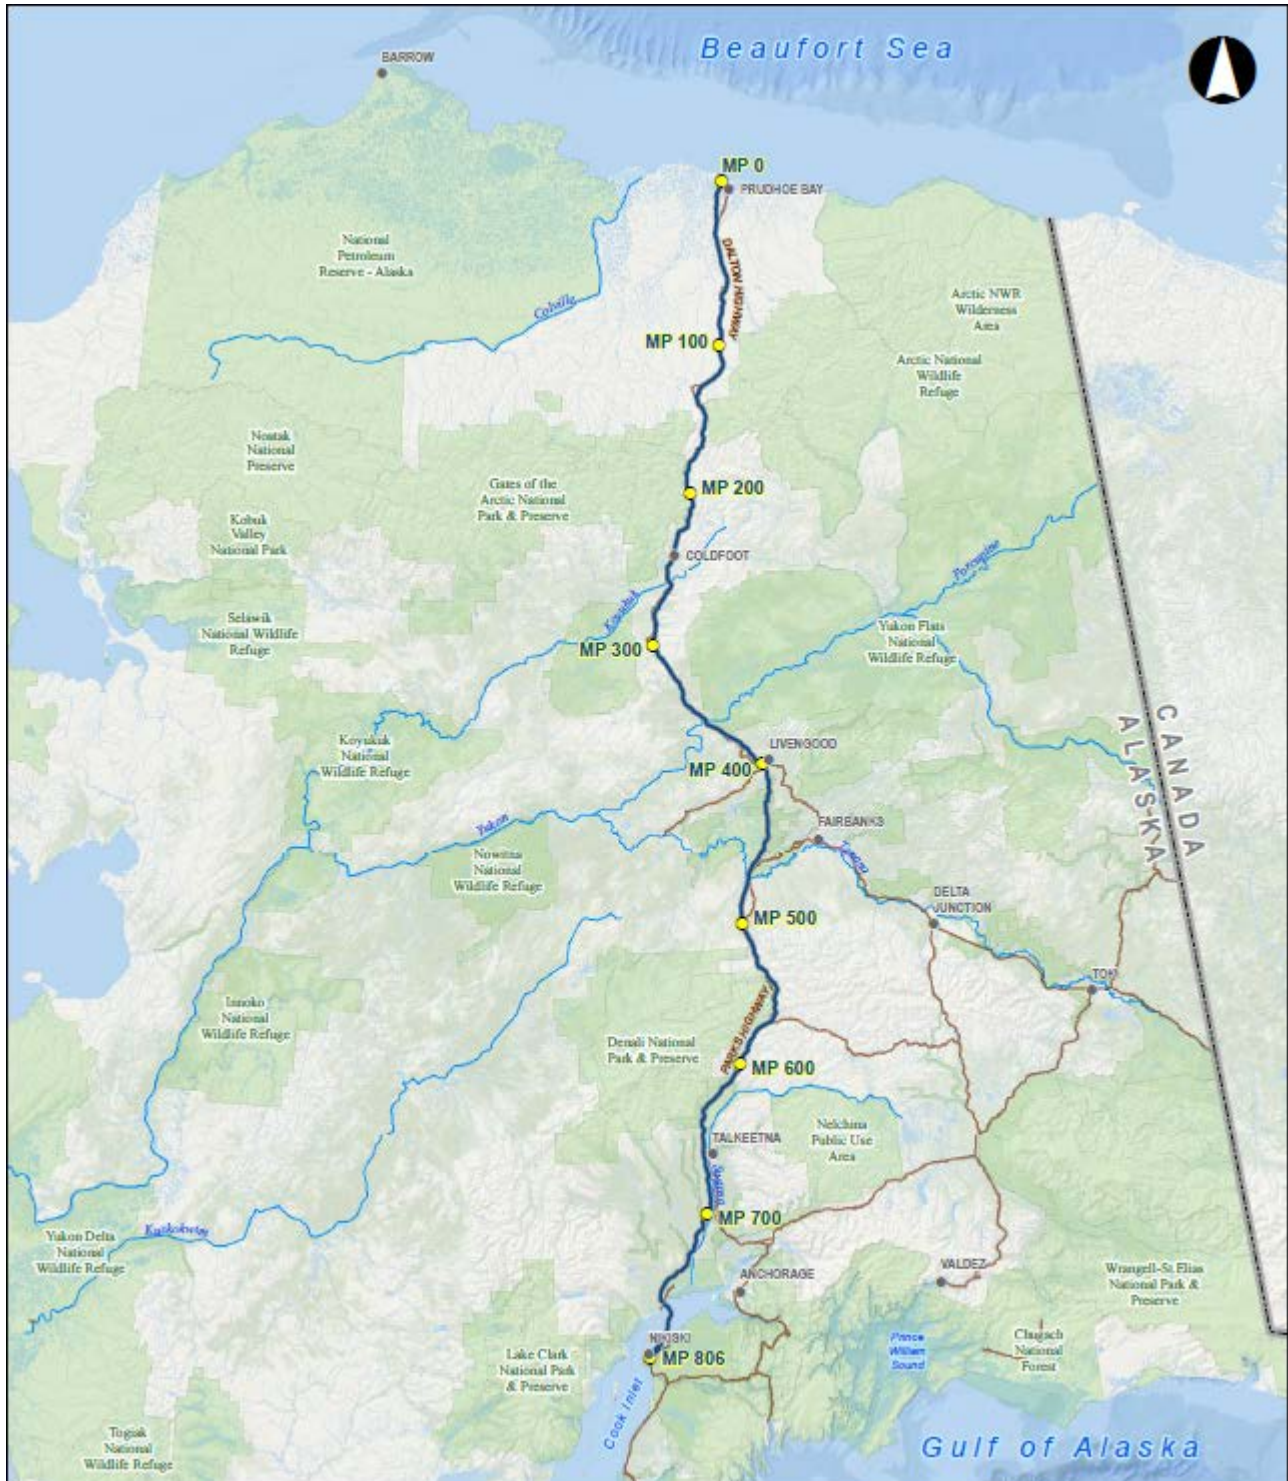 Beaufort Sea
BARROW
MP 0
PRUDHOE BAY
National
Petroleum
Reserve - Alaska
DALTON HIGHWAY
Colville
Arctic NWR
Wilderness
Area
MP 100
Arctic National
Wildlife
Refuge
Noatak
National
Preserve
Gates of the
Arctic National
Park & Preserve
MP 200
Kobuk
Valley
National Park
COLDFOOT
Porcupine
Koyukuk
Selawik
National Wildlife
Refuge
Yukon Flats
National
Wildlife Refuge
MP 300
CANADA
ALASKA
Koyukuk
National
Wildlife Refuge
LIVENGOOD
MP 400
Yukon
FAIRBANKS
Tanana
Nowitna
National
Wildlife Refuge
DELTA
JUNCTION
MP 500
TOK
Innoko
National
Wildlife Refuge
PARKS HIGHWAY
Denali National
Park & Preserve
MP 600
Nelchina
Public Use
Area
TALKEETNA
Susitna
MP 700
Yukon Delta
National
Wildlife Refuge
Kuskokwim
ANCHORAGE
VALDEZ
Wrangell-St Elias
National Park &
Preserve
Prince
William
Sound
Chugach
National
Forest
NIKISKI
MP 806
Lake Clark
National Park
& Preserve
Cook Inlet
Togiak
National
Wildlife Refuge
Gulf of Alaska